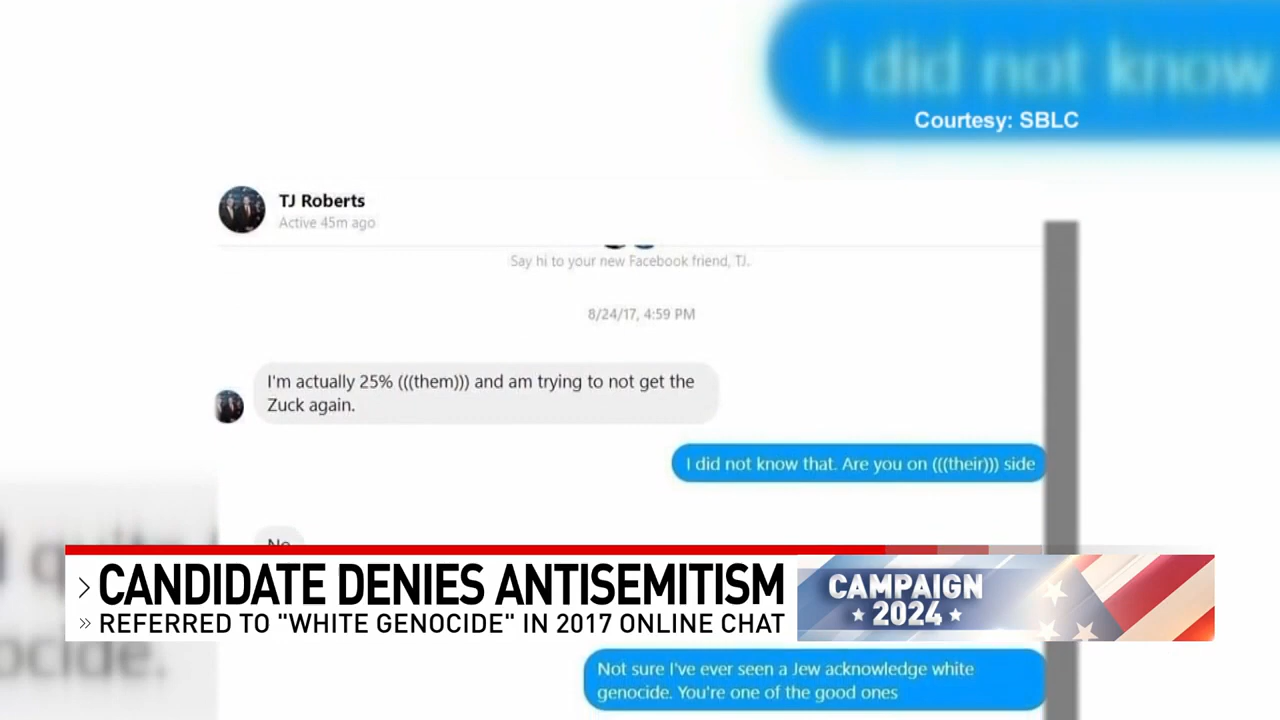 I did not know
Courtesy: SBLC
TJ Roberts
Active 45m ago
Say hi to your new Facebook friend, TJ.
8/24/17, 4:59 PM
I'm actually 25% (((them))) and am trying to not get the
Zuck again.
I did not know that. Are you on (((their))) side
No
CANDIDATE DENIES ANTISEMITISM
REFERRED TO "WHITE GENOCIDE" IN 2017 ONLINE CHAT
CAMPAIGN
2024
ocide.
Not sure I've ever seen a Jew acknowledge white
genocide. You're one of the good ones